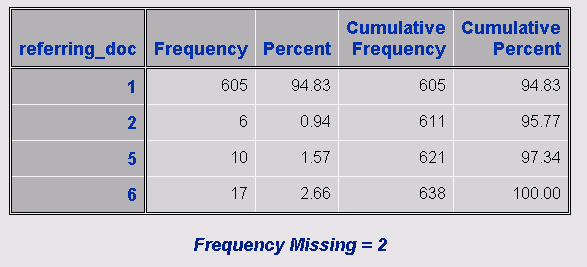 Cumulative Cumulative
referring_doc Frequency Percent Frequency Percent
1 605 94.83 605 94.83
2 6 0.94 611 95.77
5 10 1.57 621 97.34
6 17 2.66 638 100.00
Frequency Missing = 2